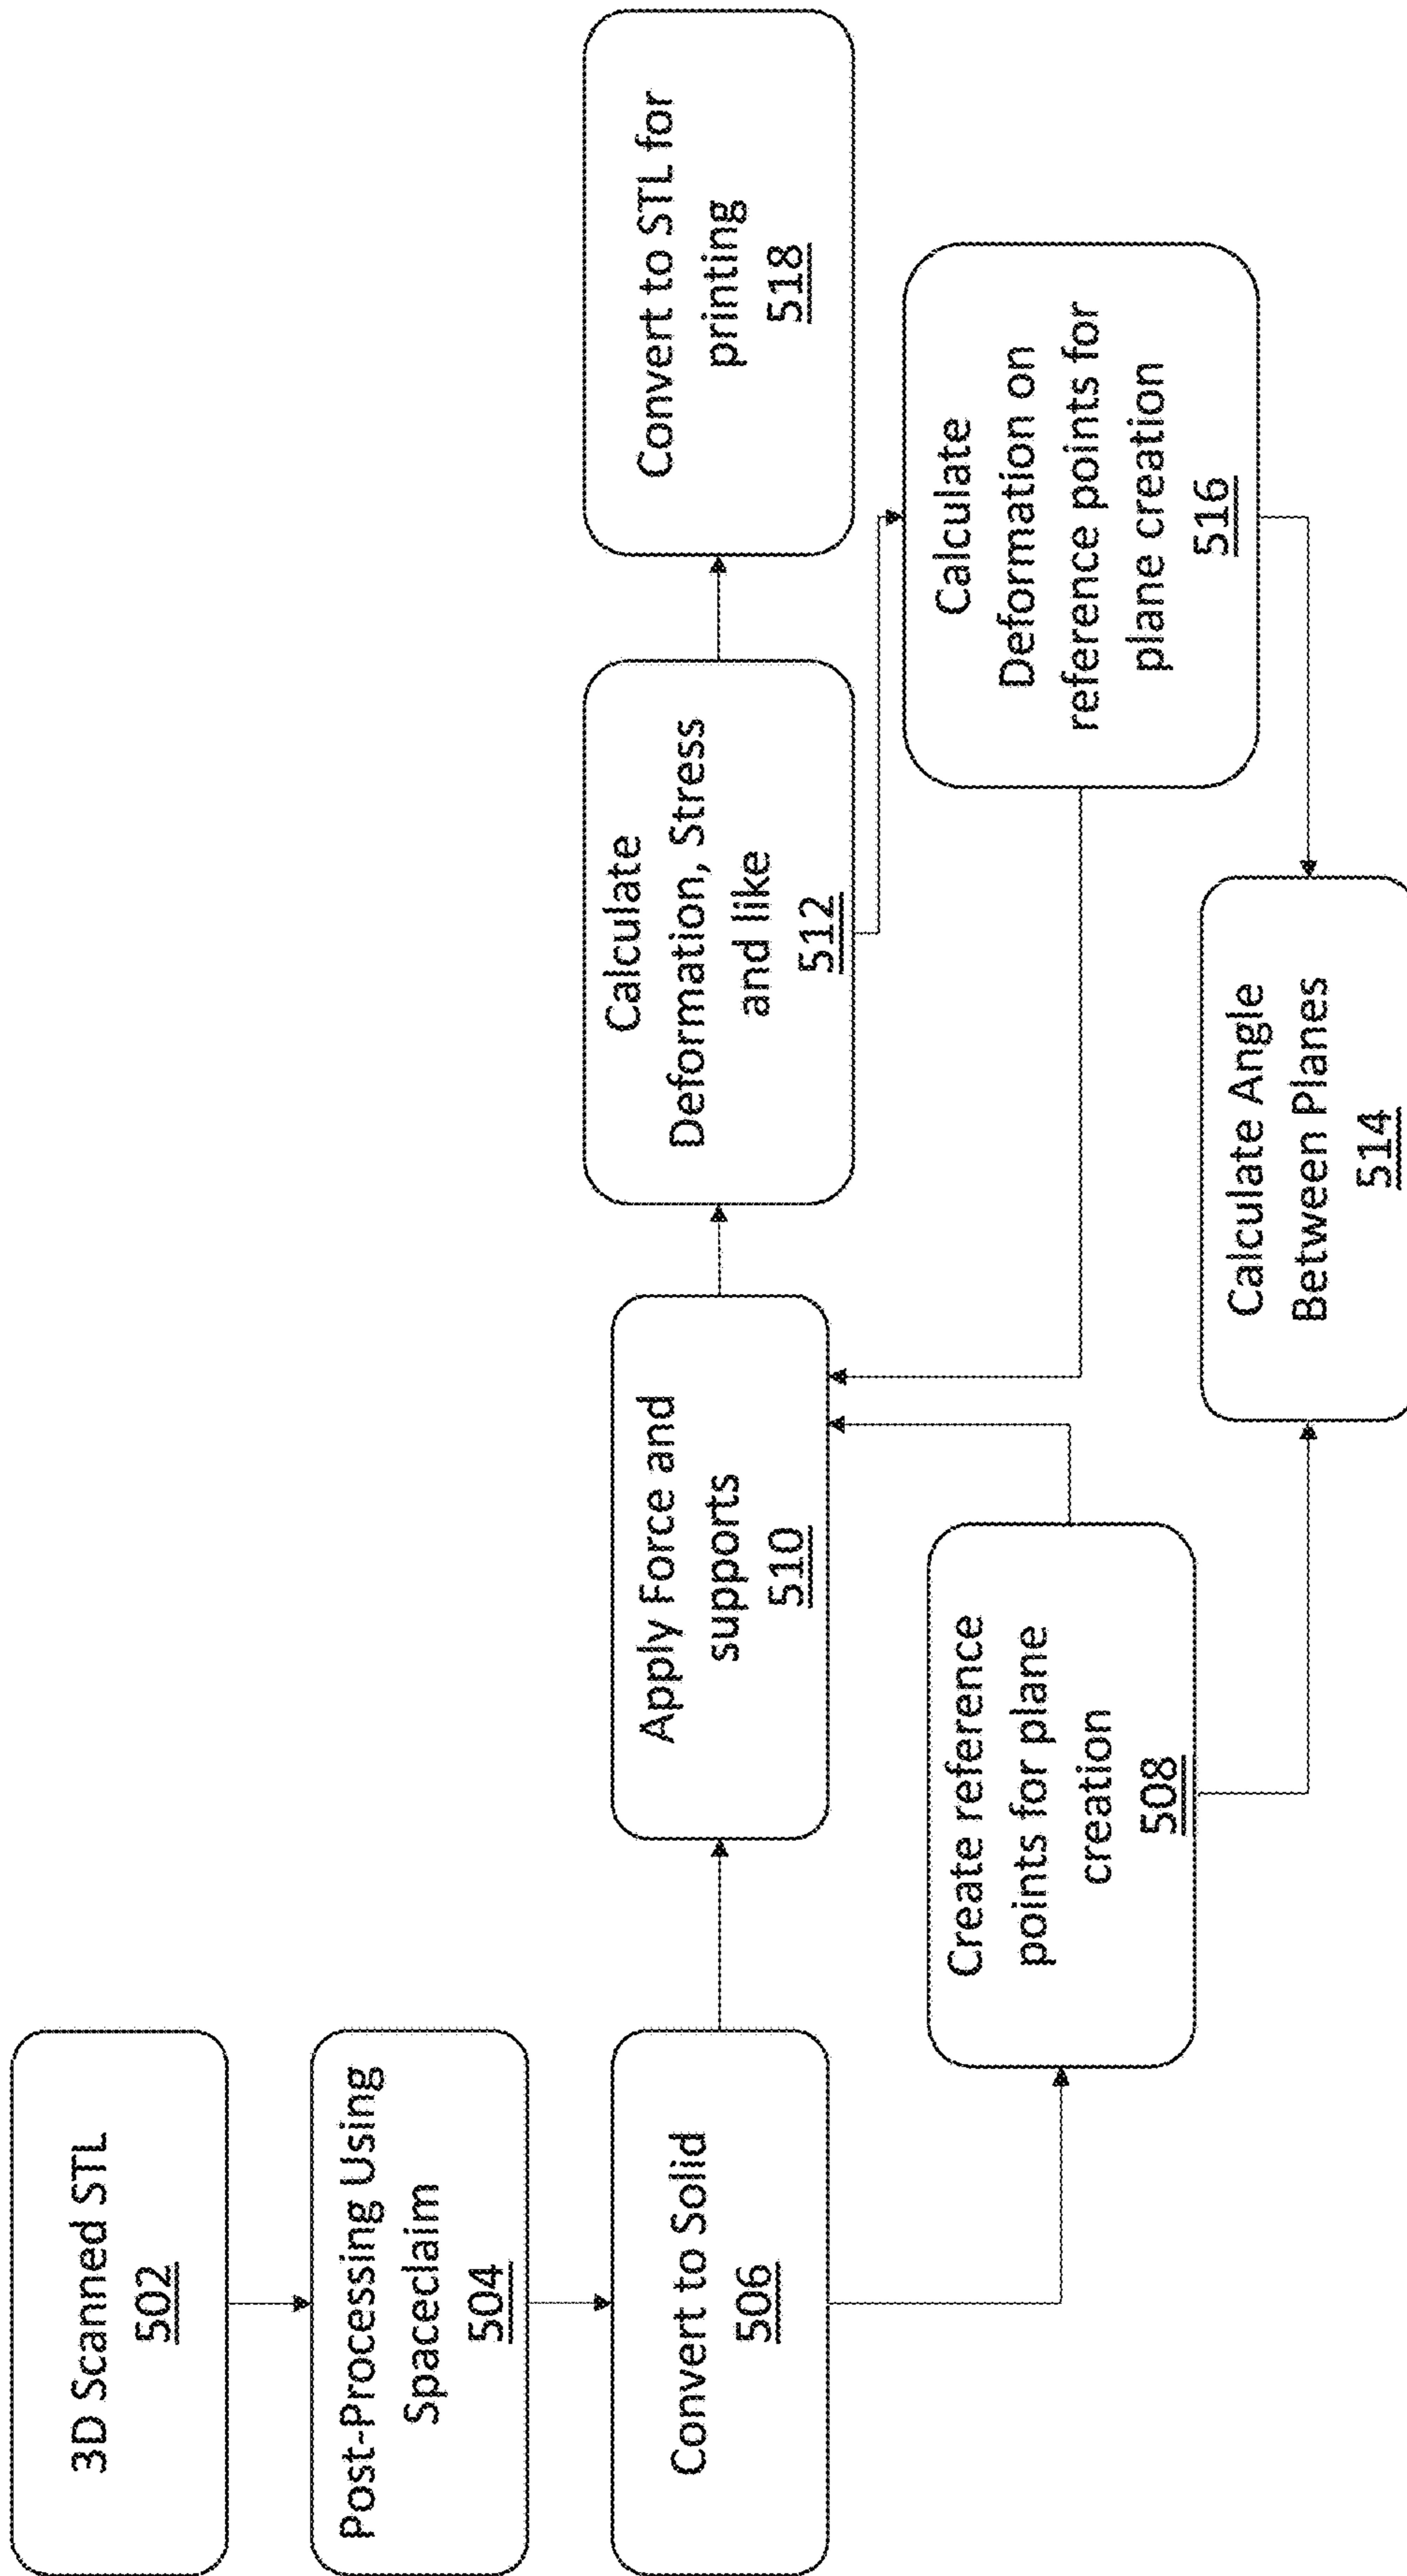 3D Scanned STL
502
Post-Processing Using
Spaceclaim
504
Convert to Solid
506
Create reference
points for plane
creation
508
Apply Force and
supports
510
Calculate
Deformation, Stress
and like
512
Calculate Angle
Between Planes
514
Calculate
Deformation on
reference points for
plane creation
516
Convert to STL for
printing
518